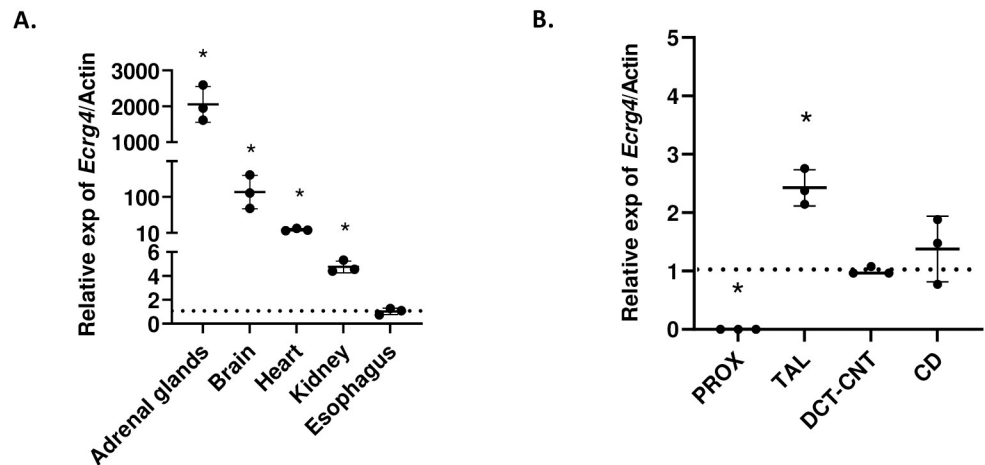 A.
Relative exp of Ecrg4/Actin
3000
2000
1000
100
10
6
4
2
0
*
*
*
*
Adrenal glands
Brain
Heart
Kidney
Esophagus
B.
Relative exp of Ecrg4/Actin
5
4
3
2
1
0
*
*
PROX
TAL
DCT-CNT
CD